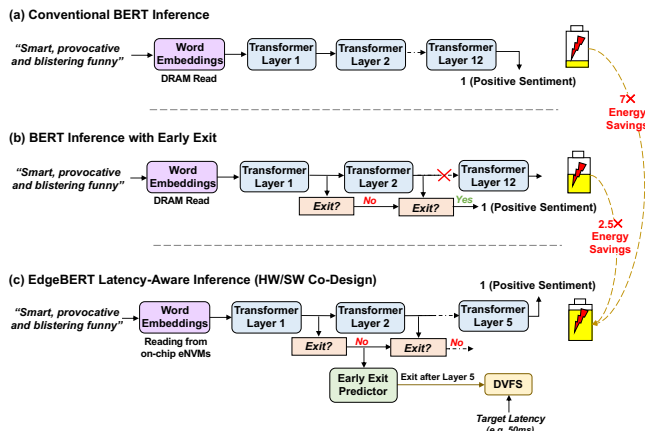 (a) Conventional BERT Inference
"Smart, provocative
and blistering funny"
Word
Embeddings
DRAM Read
Transformer
Layer 1
Transformer
Layer 2
Transformer
Layer 12
1 (Positive Sentiment)
7X
Energy
Savings
(b) BERT Inference with Early Exit
"Smart, provocative
and blistering funny"
Word
Embeddings
DRAM Read
Transformer
Layer 1
Transformer
Layer 2
Transformer
Layer 12
Exit?
No
Exit?
Yes
1 (Positive Sentiment)
2.5X
Energy
Savings
(c) EdgeBERT Latency-Aware Inference (HW/SW Co-Design)
1 (Positive Sentiment)
"Smart, provocative
and blistering funny"
Word
Embeddings
Reading from
on-chip eNVMs
Transformer
Layer 1
Transformer
Layer 2
Transformer
Layer 5
Exit?
No
Exit?
No
Early Exit
Predictor
Exit after Layer 5
DVFS
Target Latency
(e.g. 50ms)